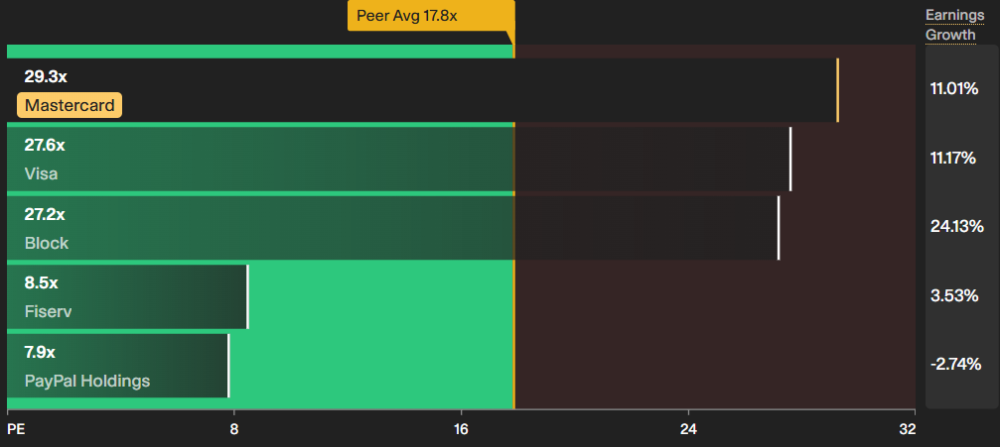 Peer Avg 17.8x
Earnings
Growth
29.3x
Mastercard
11.01%
27.6x
Visa
11.17%
27.2x
Block
24.13%
8.5x
Fiserv
3.53%
7.9x
PayPal Holdings
-2.74%
PE 8 16 24 32